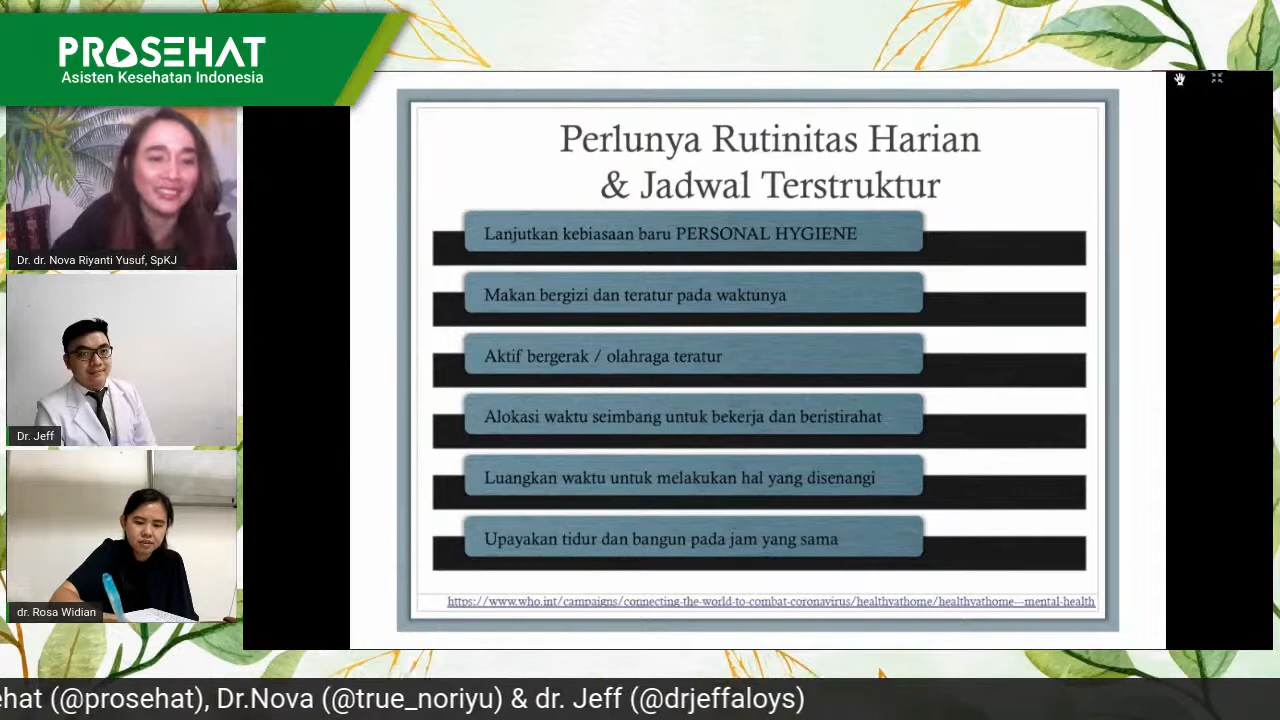 PROSEHAT
Asisten Kesehatan Indonesia
Dr. dr. Nova Riyanti Yusuf, SpKJ
Dr. Jeff
dr. Rosa Widian
Perlunya Rutinitas Harian
& Jadwal Terstruktur
Lanjutkan kebiasaan baru PERSONAL HYGIENE
Makan bergizi dan teratur pada waktunya
Aktif bergerak / olahraga teratur
Alokasi waktu seimbang untuk bekerja dan beristirahat
Luangkan waktu untuk melakukan hal yang disenangi
Upayakan tidur dan bangun pada jam yang sama
https://www.who.int/campaigns/connecting-the-world-to-combat-coronavirus/healthyathome/healthyathome---mental-health
ehat (@prosehat), Dr.Nova (@true_noriyu) & dr. Jeff (@drjeffaloys)